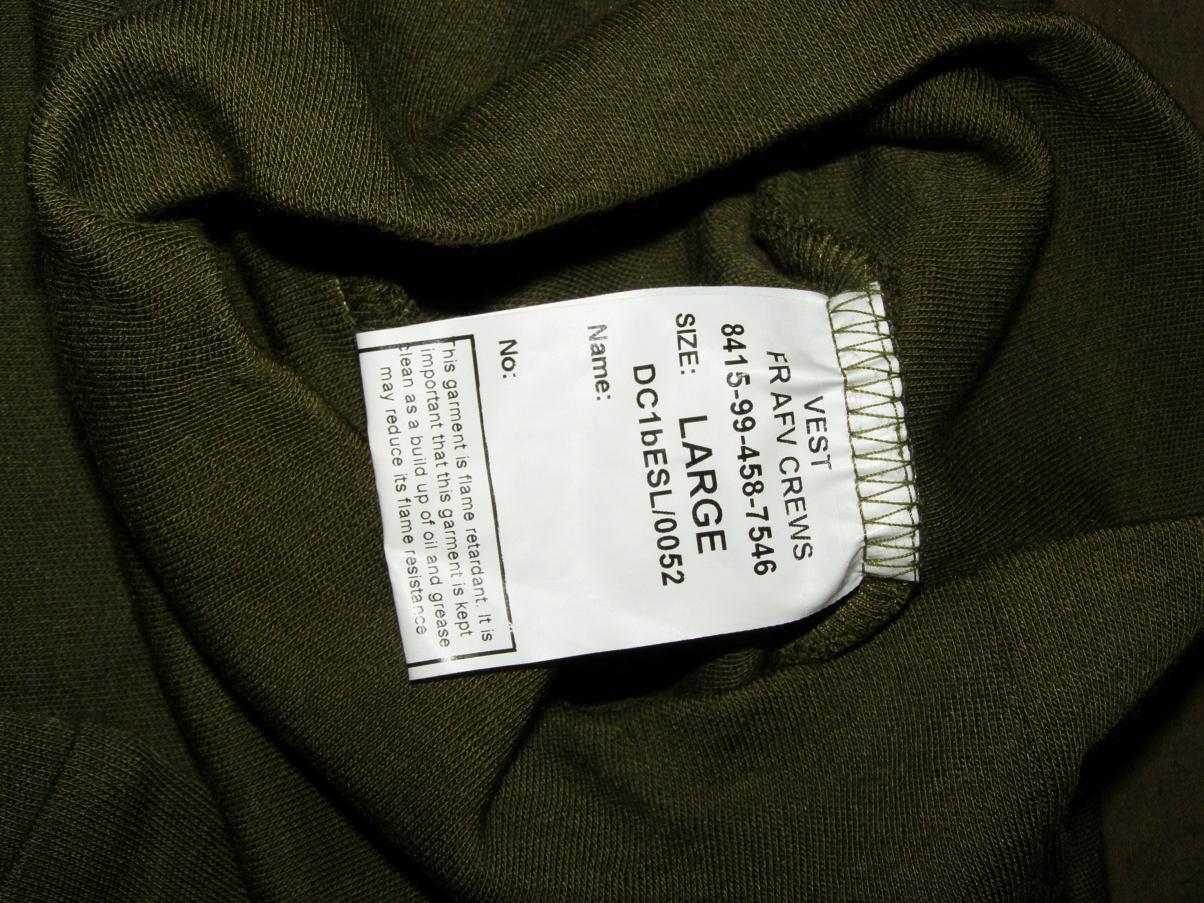 VEST
FR AFV CREWS
8415-99-458-7546
SIZE: LARGE
DC1bESL/0052
Name:
No:
This garment is flame retardant. It is
important that this garment is kept
clean as a build up of oil and grease
may reduce its flame resistance